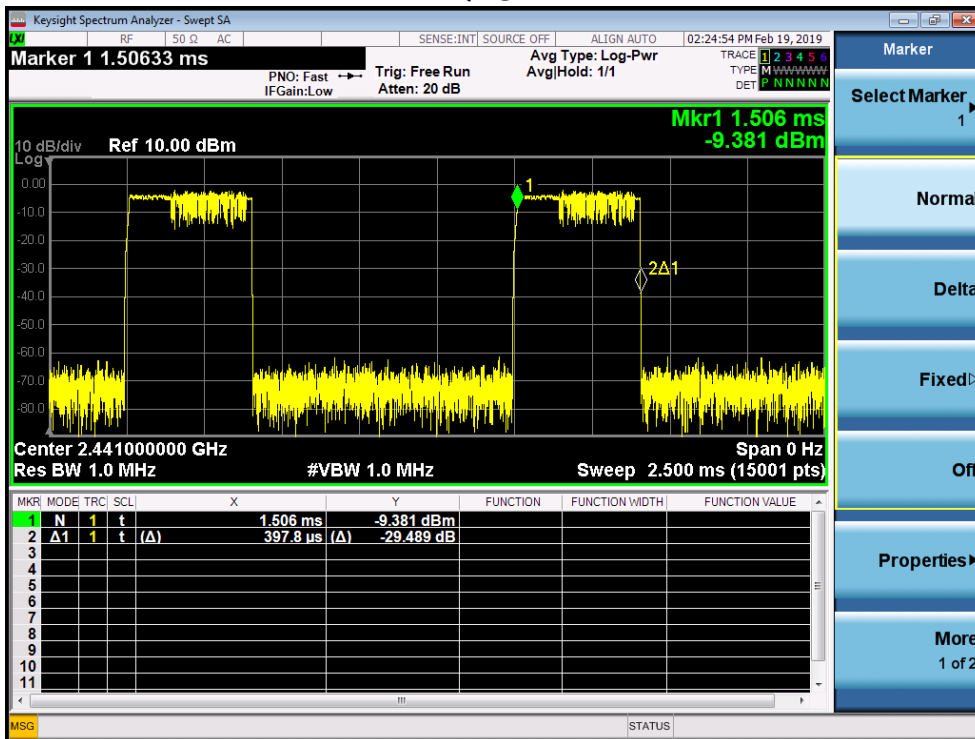 Keysight Spectrum Analyzer - Swept SA
LXI RF 50 Ω AC SENSE:INT SOURCE OFF ALIGN AUTO 02:24:54 PM Feb 19, 2019
Marker 1 1.50633 ms
PNO: Fast
IFGain:Low
Trig: Free Run
Atten: 20 dB
Avg Type: Log-Pwr
Avg|Hold: 1/1
TRACE 1 2 3 4 5 6
TYPE M W W W W W
DET P N N N N N
Mkr1 1.506 ms
-9.381 dBm
10 dB/div Ref 10.00 dBm
Log
0.00
-10.0
-20.0
-30.0
-40.0
-50.0
-60.0
-70.0
-80.0
1
2Δ1
Center 2.441000000 GHz Span 0 Hz
Res BW 1.0 MHz #VBW 1.0 MHz Sweep 2.500 ms (15001 pts)
MKR MODE TRC SCL X Y FUNCTION FUNCTION WIDTH FUNCTION VALUE
1 N 1 t 1.506 ms -9.381 dBm
2 Δ1 1 t (Δ) 397.8 µs (Δ) -29.489 dB
3
4
5
6
7
8
9
10
11
MSG STATUS
Marker
Select Marker
1
Normal
Delta
Fixed
Off
Properties
More
1 of 2